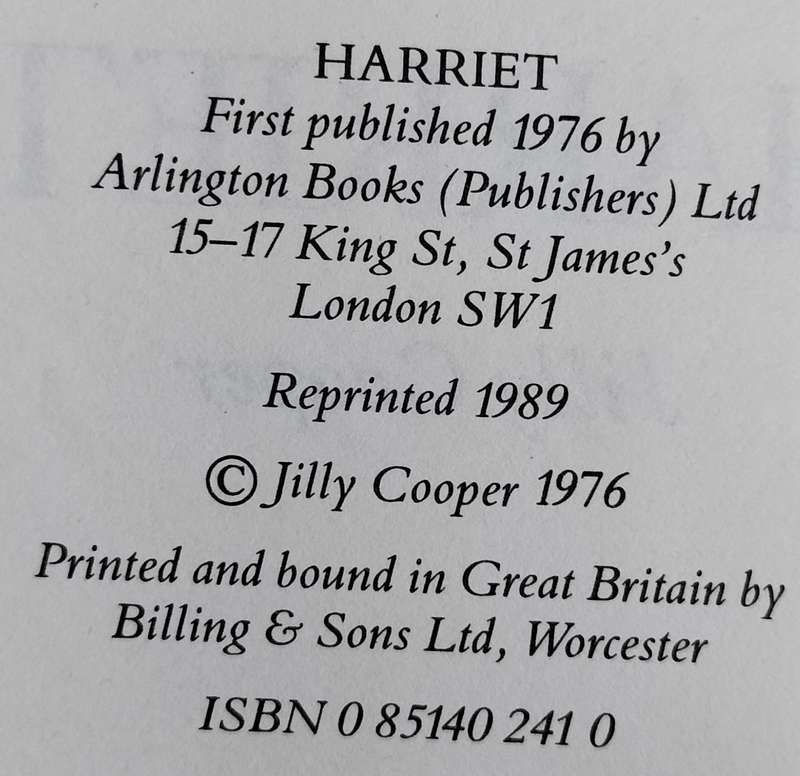 HARRIET
First published 1976 by
Arlington Books (Publishers) Ltd
15–17 King St, St James's
London SW1
Reprinted 1989
© Jilly Cooper 1976
Printed and bound in Great Britain by
Billing & Sons Ltd, Worcester
ISBN 0 85140 241 0